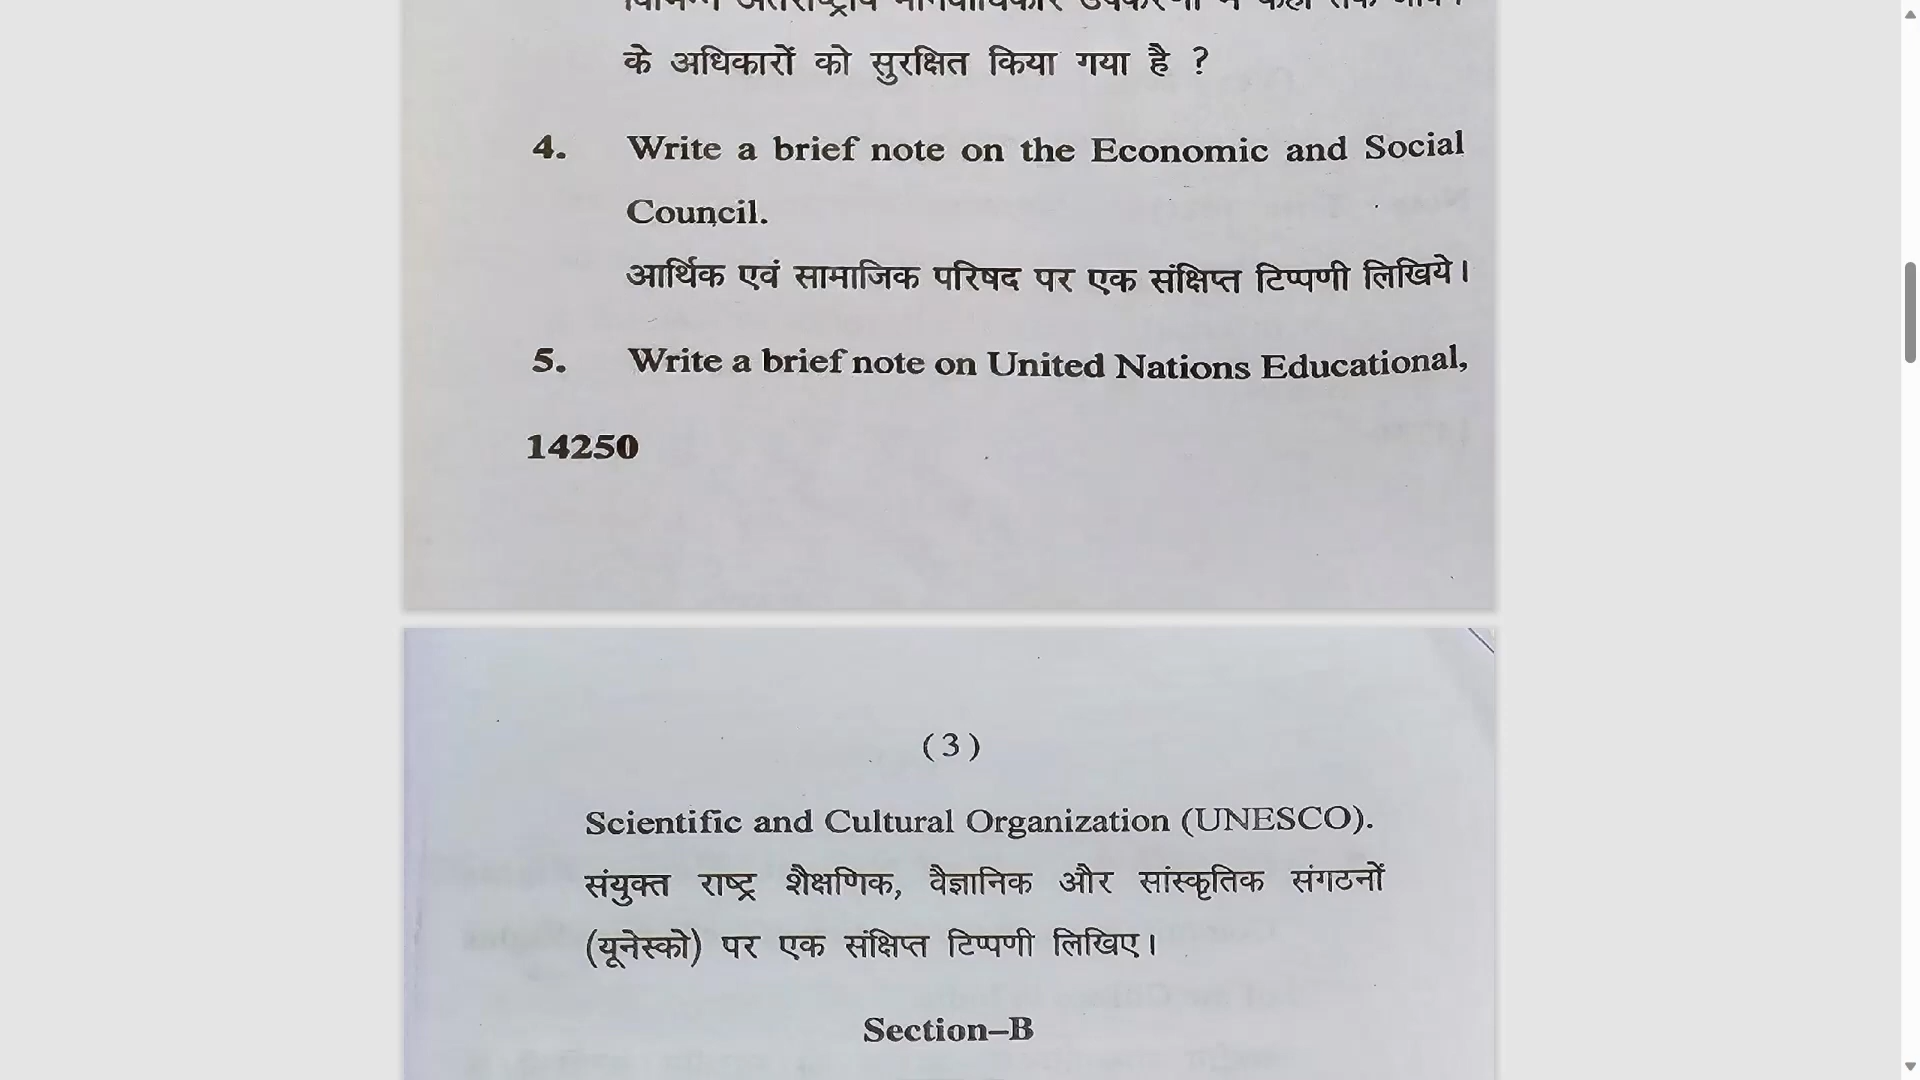 के अधिकारों को सुरक्षित किया गया है ?
4. Write a brief note on the Economic and Social
Council.
आर्थिक एवं सामाजिक परिषद पर एक संक्षिप्त टिप्पणी लिखिये।
5. Write a brief note on United Nations Educational,
14250
(3)
Scientific and Cultural Organization (UNESCO).
संयुक्त राष्ट्र शैक्षणिक, वैज्ञानिक और सांस्कृतिक संगठनों
(यूनेस्को) पर एक संक्षिप्त टिप्पणी लिखिए।
Section–B